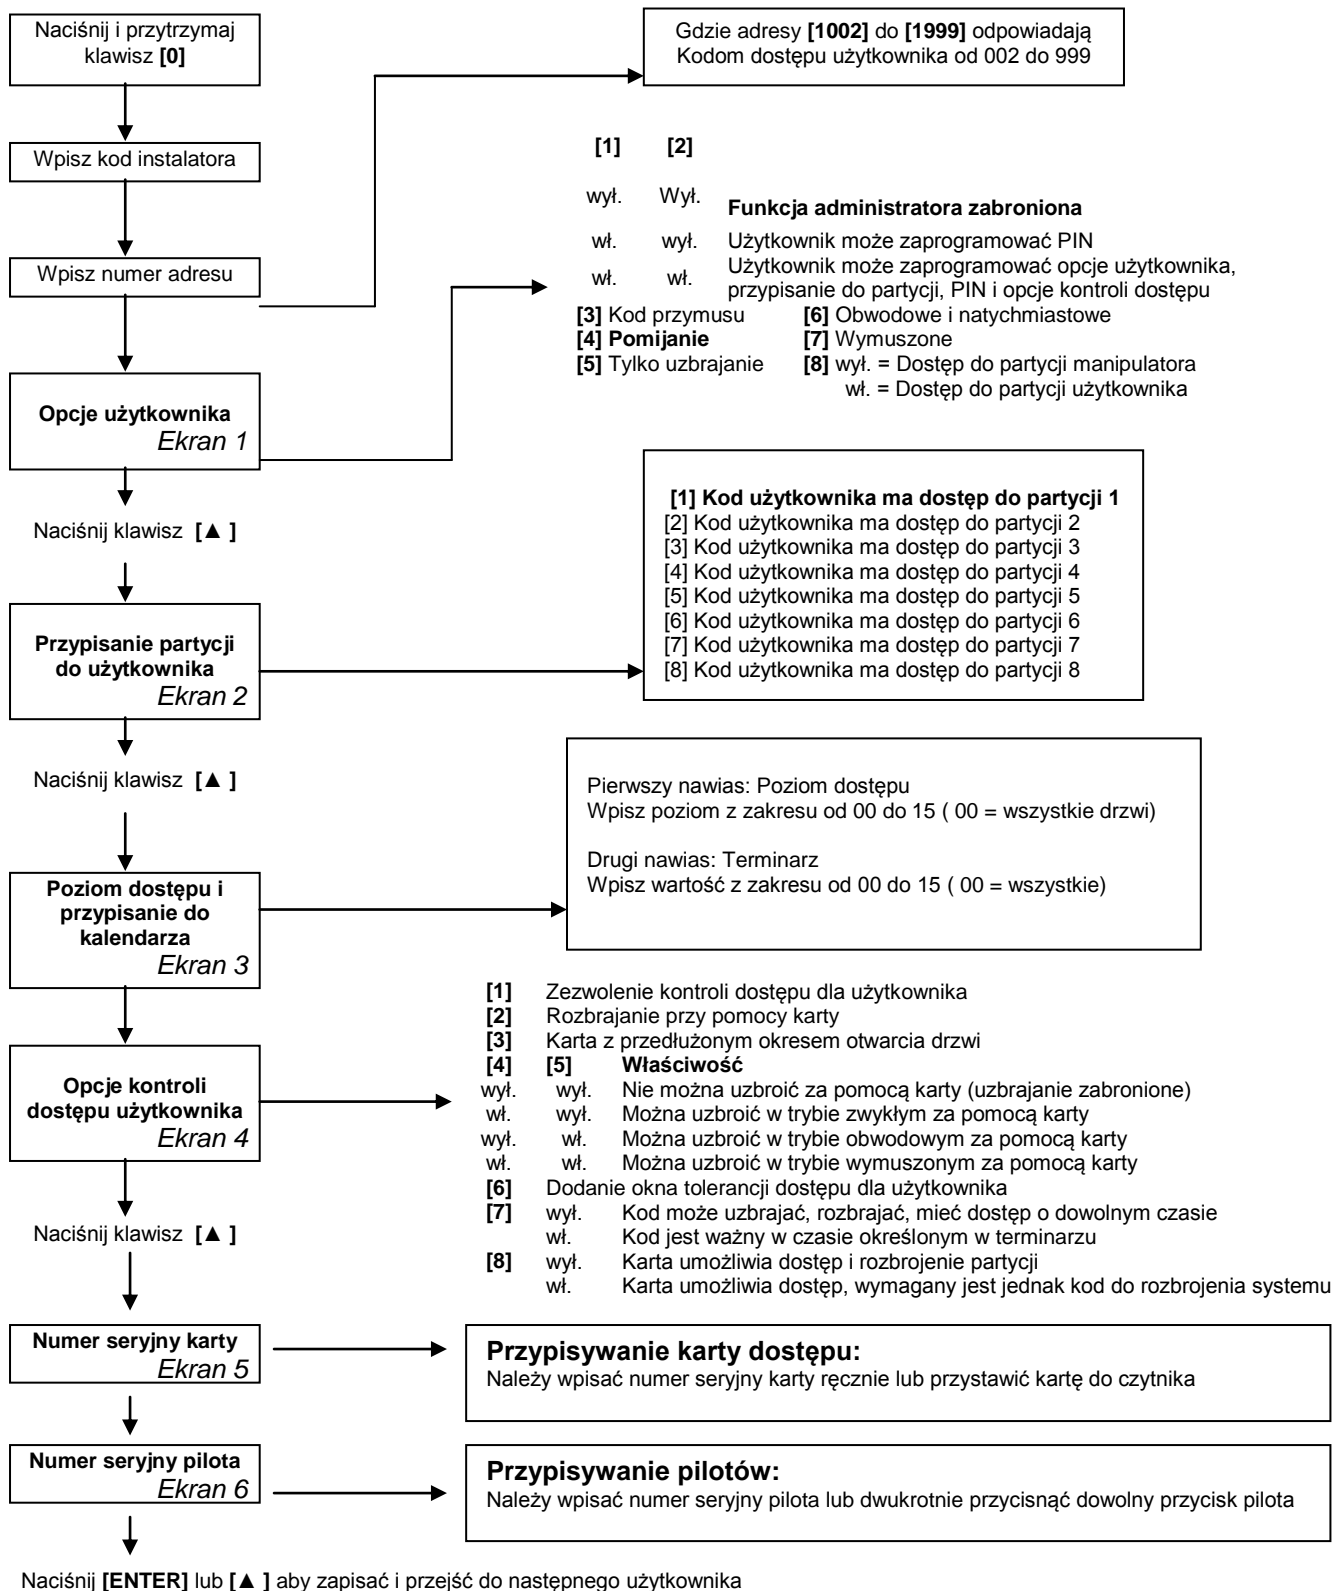 Naciśnij i przytrzymaj
klawisz [0]
Gdzie adresy [1002] do [1999] odpowiadają
Kodom dostępu użytkownika od 002 do 999
Wpisz kod instalatora
Wpisz numer adresu
[1] [2]
wył. Wył. Funkcja administratora zabroniona
wł. wył. Użytkownik może zaprogramować PIN
wł. wł. Użytkownik może zaprogramować opcje użytkownika,
przypisanie do partycji, PIN i opcje kontroli dostępu
[3] Kod przymusu [6] Obwodowe i natychmiastowe
[4] Pomijanie [7] Wymuszone
[5] Tylko uzbrajanie [8] wył. = Dostęp do partycji manipulatora
wł. = Dostęp do partycji użytkownika
Opcje użytkownika
Ekran 1
Naciśnij klawisz [▲ ]
[1] Kod użytkownika ma dostęp do partycji 1
[2] Kod użytkownika ma dostęp do partycji 2
[3] Kod użytkownika ma dostęp do partycji 3
[4] Kod użytkownika ma dostęp do partycji 4
[5] Kod użytkownika ma dostęp do partycji 5
[6] Kod użytkownika ma dostęp do partycji 6
[7] Kod użytkownika ma dostęp do partycji 7
[8] Kod użytkownika ma dostęp do partycji 8
Przypisanie partycji
do użytkownika
Ekran 2
Naciśnij klawisz [▲ ]
Pierwszy nawias: Poziom dostępu
Wpisz poziom z zakresu od 00 do 15 ( 00 = wszystkie drzwi)
Drugi nawias: Terminarz
Wpisz wartość z zakresu od 00 do 15 ( 00 = wszystkie)
Poziom dostępu i
przypisanie do
kalendarza
Ekran 3
[1] Zezwolenie kontroli dostępu dla użytkownika
[2] Rozbrajanie przy pomocy karty
[3] Karta z przedłużonym okresem otwarcia drzwi
[4] [5] Właściwość
wył. wył. Nie można uzbroić za pomocą karty (uzbrajanie zabronione)
wł. wył. Można uzbroić w trybie zwykłym za pomocą karty
wył. wł. Można uzbroić w trybie obwodowym za pomocą karty
wł. wł. Można uzbroić w trybie wymuszonym za pomocą karty
[6] Dodanie okna tolerancji dostępu dla użytkownika
[7] wył. Kod może uzbrajać, rozbrajać, mieć dostęp o dowolnym czasie
wł. Kod jest ważny w czasie określonym w terminarzu
[8] wył. Karta umożliwia dostęp i rozbrojenie partycji
wł. Karta umożliwia dostęp, wymagany jest jednak kod do rozbrojenia systemu
Opcje kontroli
dostępu użytkownika
Ekran 4
Naciśnij klawisz [▲ ]
Numer seryjny karty
Ekran 5
Przypisywanie karty dostępu:
Należy wpisać numer seryjny karty ręcznie lub przystawić kartę do czytnika
Numer seryjny pilota
Ekran 6
Przypisywanie pilotów:
Należy wpisać numer seryjny pilota lub dwukrotnie przycisnąć dowolny przycisk pilota
Naciśnij [ENTER] lub [▲ ] aby zapisać i przejść do następnego użytkownika